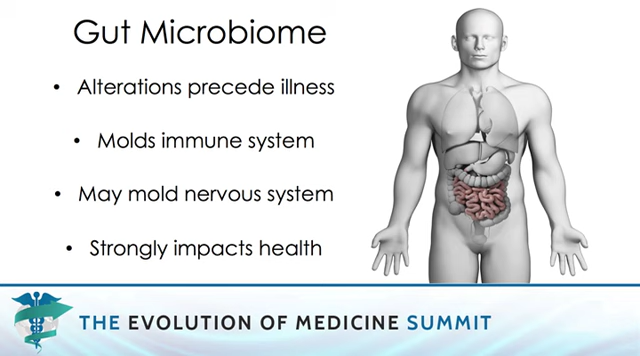 Gut Microbiome
• Alterations precede illness
• Molds immune system
• May mold nervous system
• Strongly impacts health
THE EVOLUTION OF MEDICINE SUMMIT